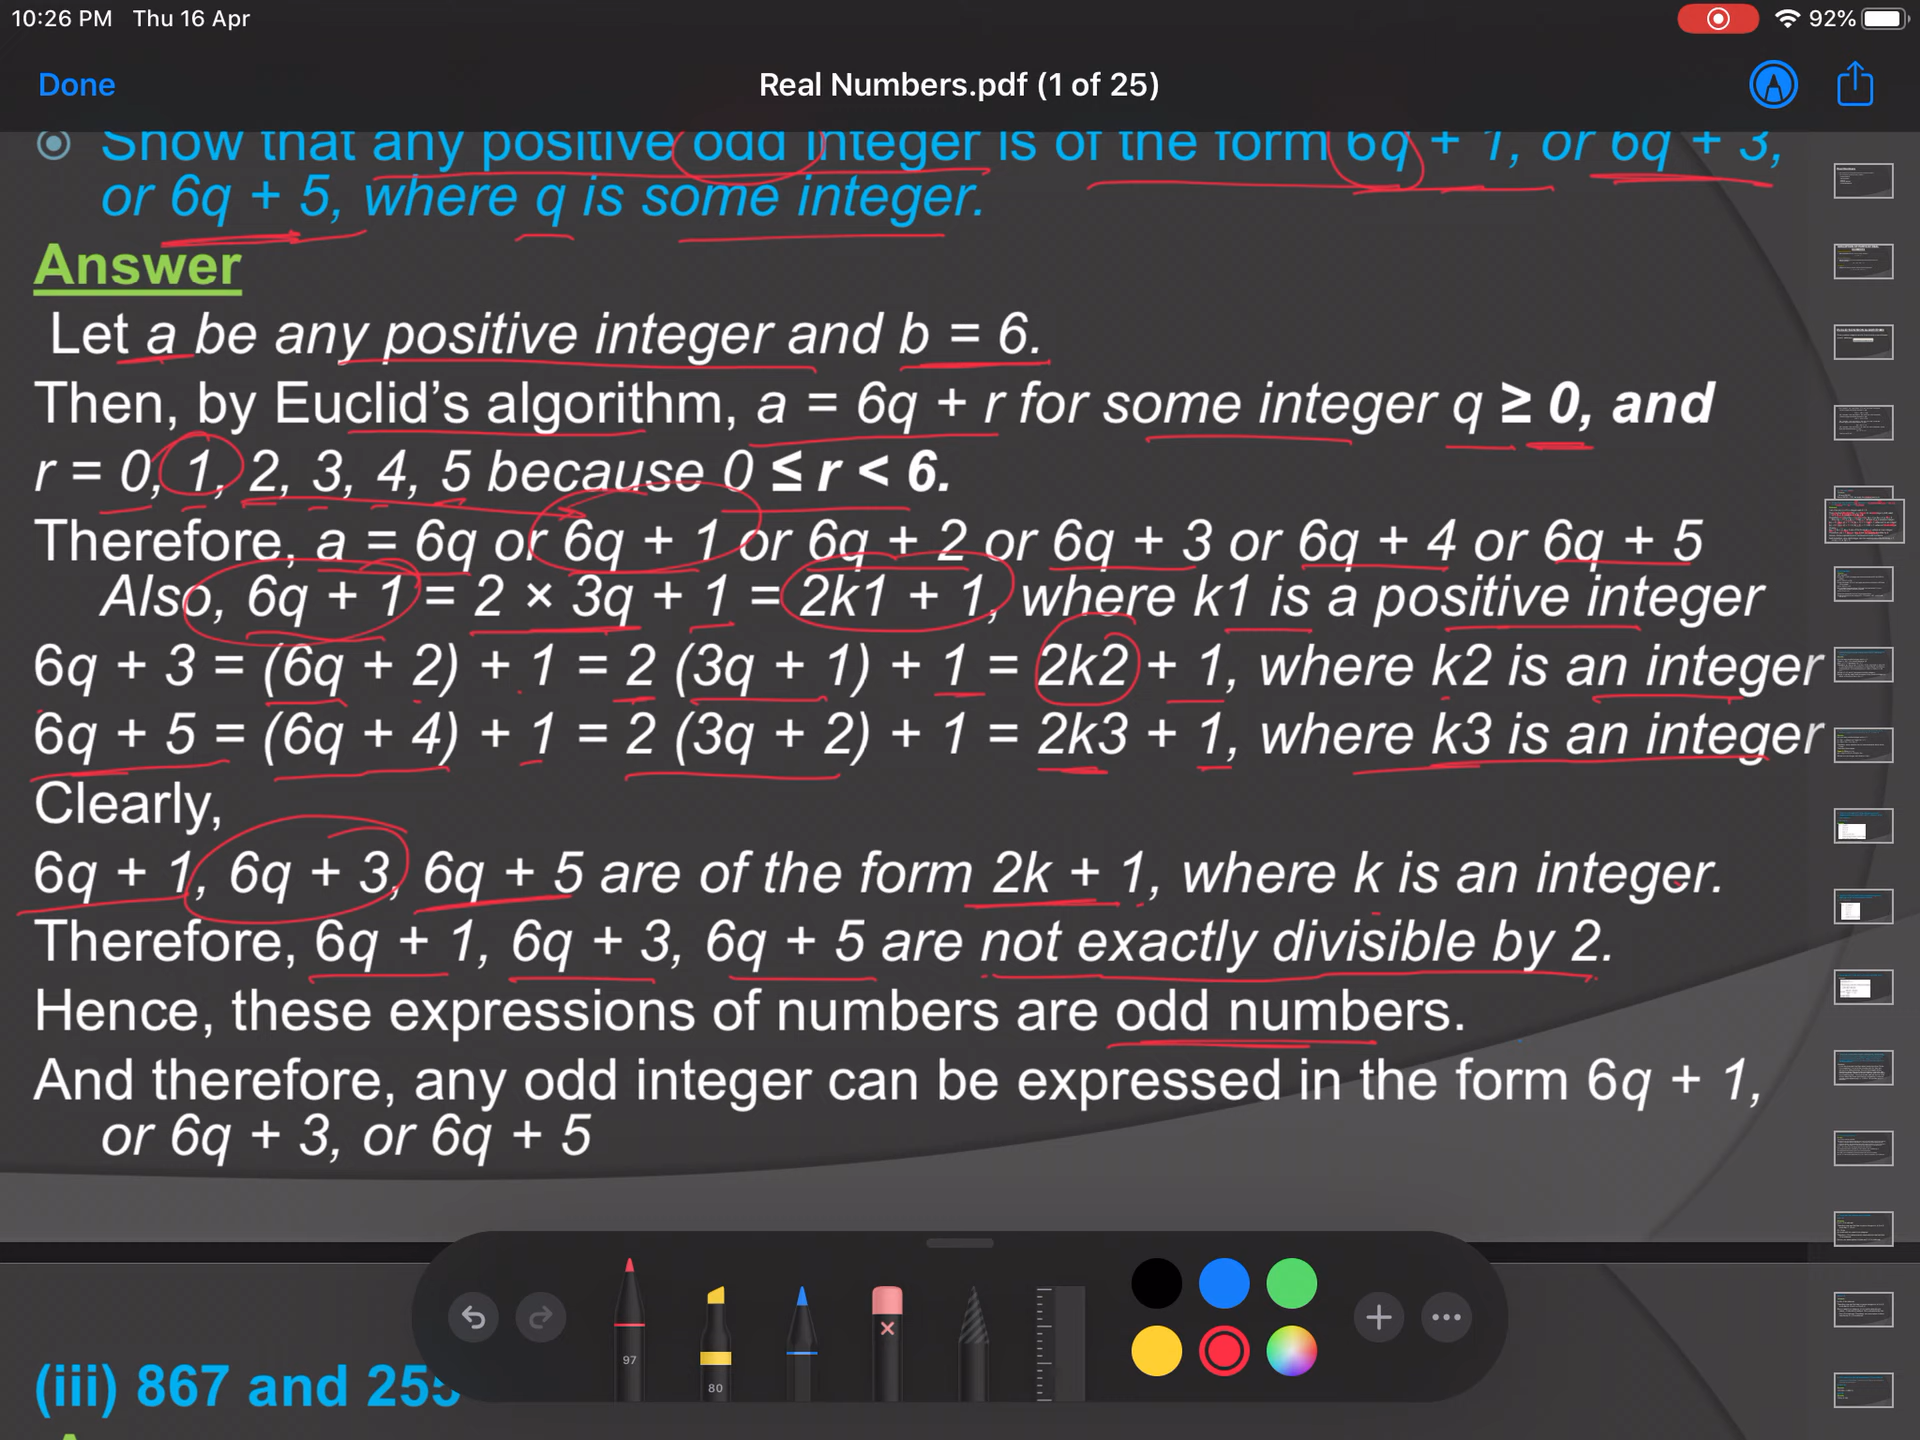 10:26 PM Thu 16 Apr 92%
Done Real Numbers.pdf (1 of 25)
Show that any positive odd integer is of the form 6q + 1, or 6q + 3,
or 6q + 5, where q is some integer.
Answer
Let a be any positive integer and b = 6.
Then, by Euclid’s algorithm, a = 6q + r for some integer q ≥ 0, and
r = 0, 1, 2, 3, 4, 5 because 0 ≤ r < 6.
Therefore, a = 6q or 6q + 1 or 6q + 2 or 6q + 3 or 6q + 4 or 6q + 5
Also, 6q + 1 = 2 × 3q + 1 = 2k1 + 1, where k1 is a positive integer
6q + 3 = (6q + 2) + 1 = 2 (3q + 1) + 1 = 2k2 + 1, where k2 is an integer
6q + 5 = (6q + 4) + 1 = 2 (3q + 2) + 1 = 2k3 + 1, where k3 is an integer
Clearly,
6q + 1, 6q + 3, 6q + 5 are of the form 2k + 1, where k is an integer.
Therefore, 6q + 1, 6q + 3, 6q + 5 are not exactly divisible by 2.
Hence, these expressions of numbers are odd numbers.
And therefore, any odd integer can be expressed in the form 6q + 1,
or 6q + 3, or 6q + 5
97
80
(iii) 867 and 255